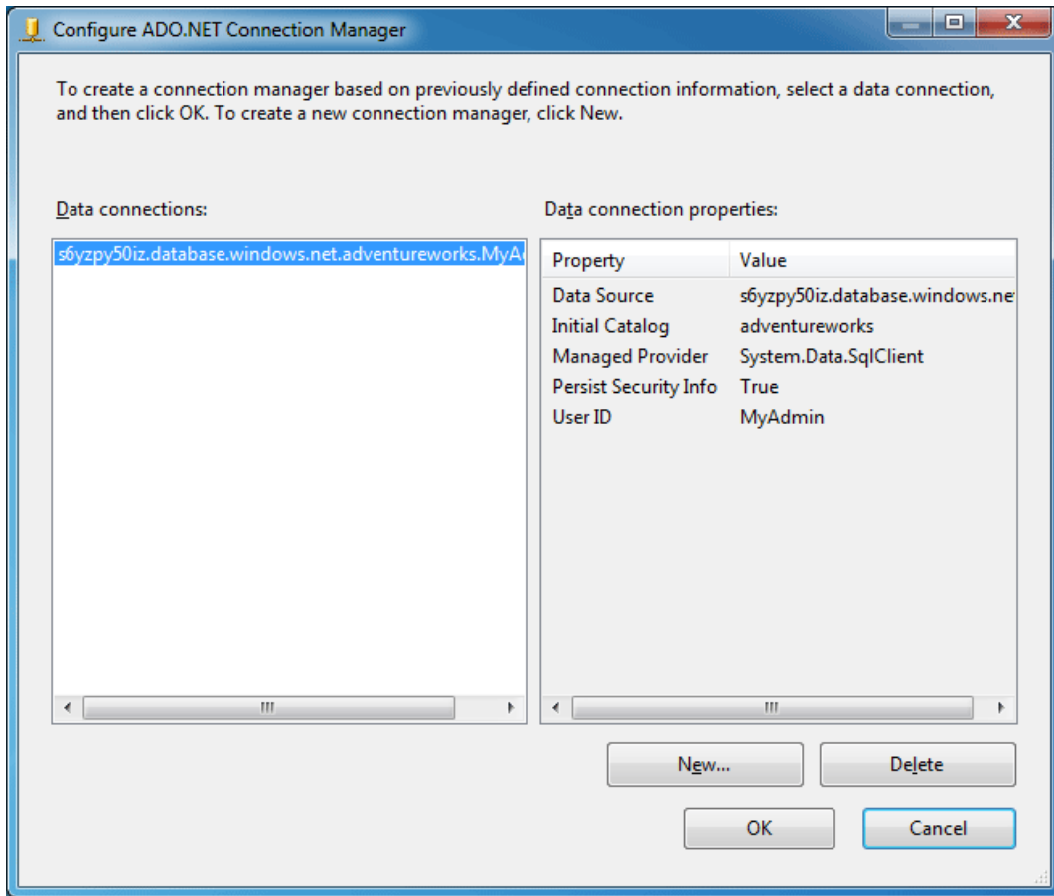 Configure ADO.NET Connection Manager
To create a connection manager based on previously defined connection information, select a data connection,
and then click OK. To create a new connection manager, click New.
Data connections:
Data connection properties:
s6yzpy50iz.database.windows.net.adventureworks.MyA
Property Value
Data Source s6yzpy50iz.database.windows.ne
Initial Catalog adventureworks
Managed Provider System.Data.SqlClient
Persist Security Info True
User ID MyAdmin
New...
Delete
OK
Cancel